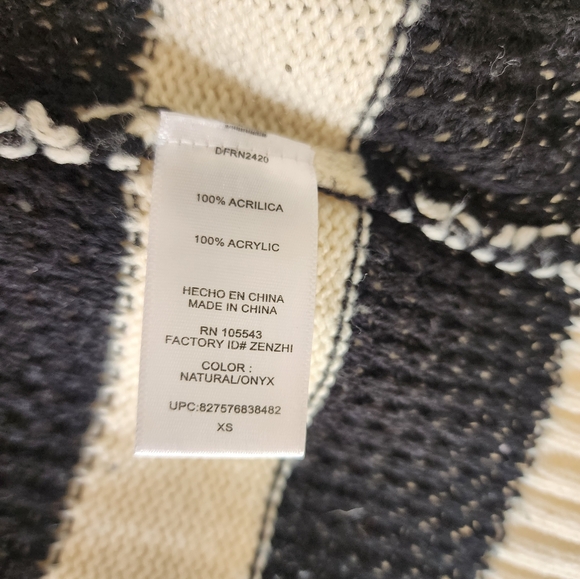 DFRN2420
100% ACRILICA
100% ACRYLIC
HECHO EN CHINA
MADE IN CHINA
RN 105543
FACTORY ID# ZENZHI
COLOR :
NATURAL/ONYX
UPC:827576838482
XS